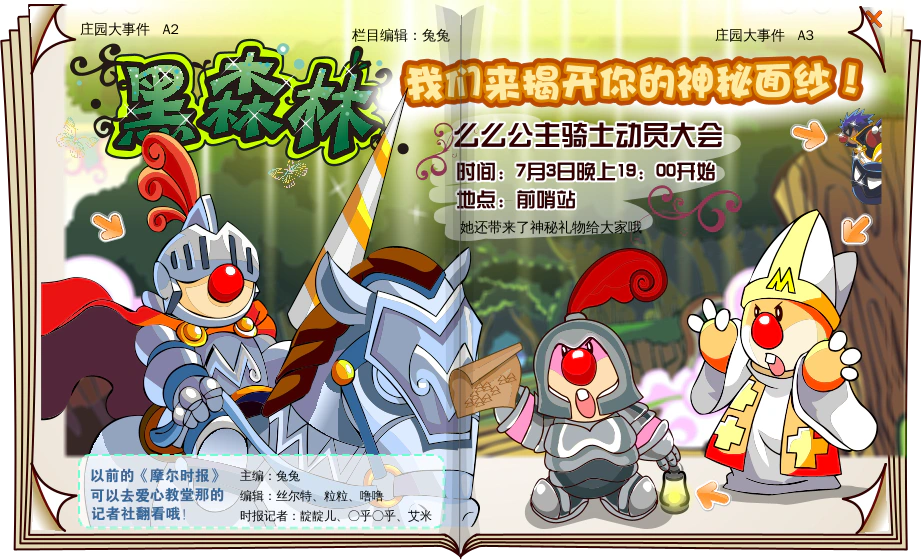 庄园大事件 A2
栏目编辑：兔兔
庄园大事件 A3
黑森林
我们来揭开你的神秘面纱！
么么公主骑士动员大会
时间：7月3日晚上19：00开始
地点：前哨站
她还带来了神秘礼物给大家哦
M
以前的《摩尔时报》
可以去爱心教堂那的
记者社翻看哦！
主编：兔兔
编辑：丝尔特、粒粒、噜噜
时报记者：靛靛儿、〇乎〇乎、艾米